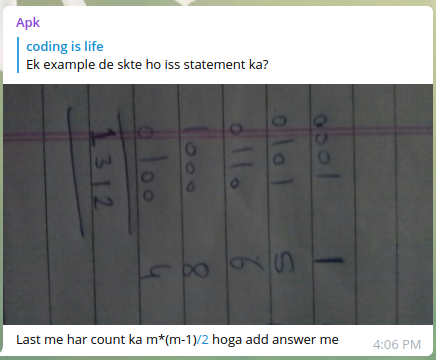 Apk
coding is life
Ek example de skte ho iss statement ka?
0001 1
0101 5
0110 6
1000 8
0100 4
1312
Last me har count ka m*(m-1)/2 hoga add answer me
4:06 PM